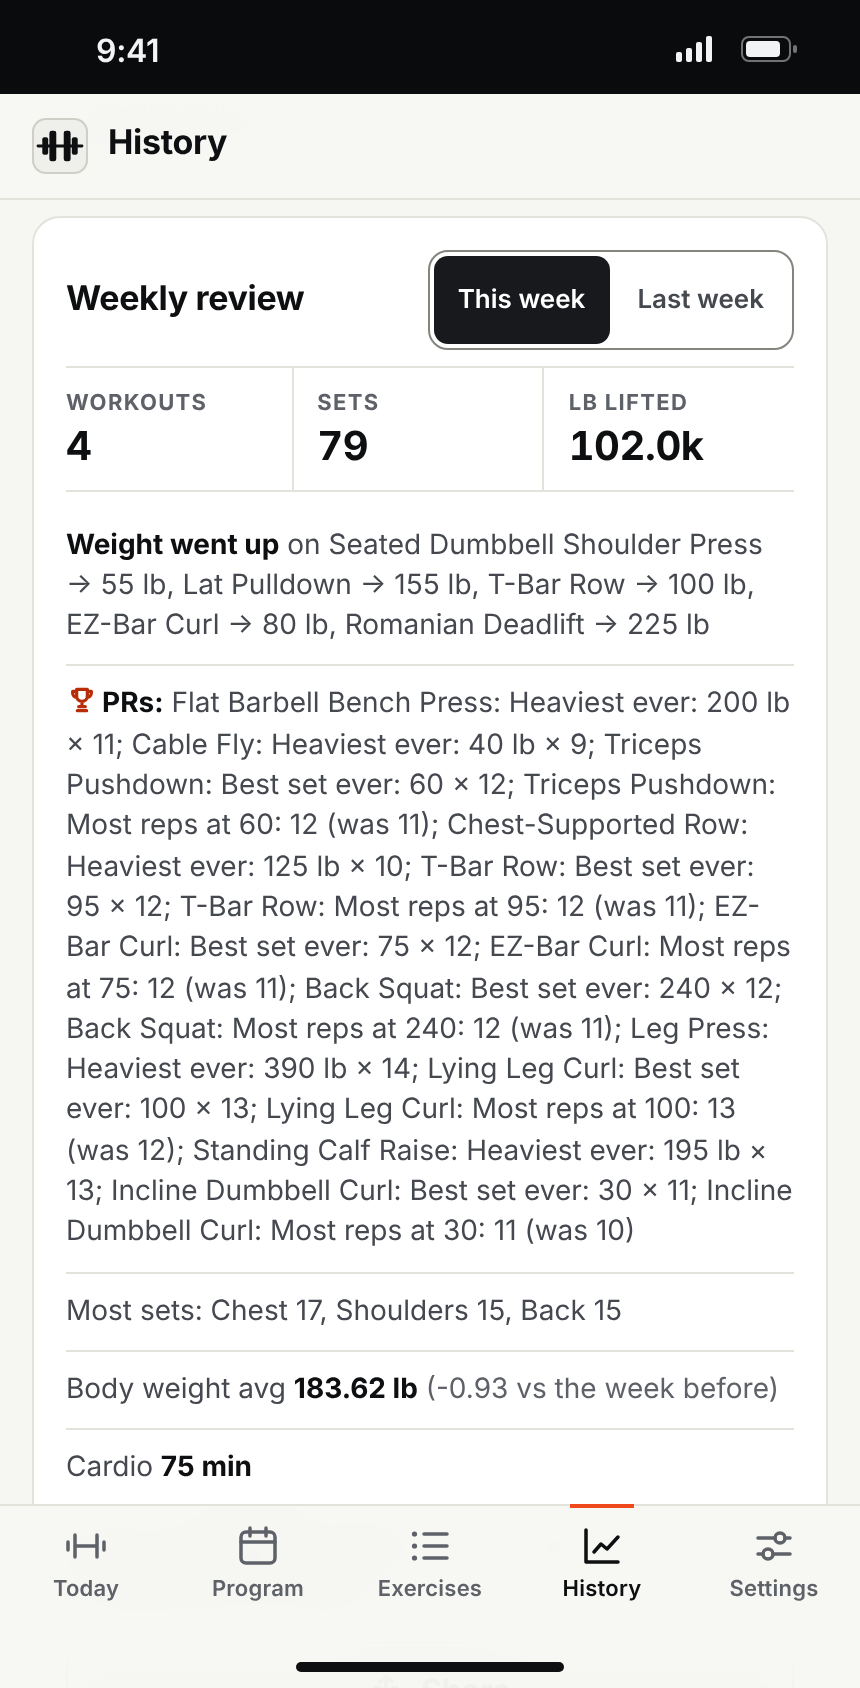 9:41
History
Weekly review
This week
Last week
WORKOUTS
4
SETS
79
LB LIFTED
102.0k
Weight went up on Seated Dumbbell Shoulder Press
→ 55 lb, Lat Pulldown → 155 lb, T-Bar Row → 100 lb,
EZ-Bar Curl → 80 lb, Romanian Deadlift → 225 lb
PRs: Flat Barbell Bench Press: Heaviest ever: 200 lb
× 11; Cable Fly: Heaviest ever: 40 lb × 9; Triceps
Pushdown: Best set ever: 60 × 12; Triceps Pushdown:
Most reps at 60: 12 (was 11); Chest-Supported Row:
Heaviest ever: 125 lb × 10; T-Bar Row: Best set ever:
95 × 12; T-Bar Row: Most reps at 95: 12 (was 11); EZ-
Bar Curl: Best set ever: 75 × 12; EZ-Bar Curl: Most reps
at 75: 12 (was 11); Back Squat: Best set ever: 240 × 12;
Back Squat: Most reps at 240: 12 (was 11); Leg Press:
Heaviest ever: 390 lb × 14; Lying Leg Curl: Best set
ever: 100 × 13; Lying Leg Curl: Most reps at 100: 13
(was 12); Standing Calf Raise: Heaviest ever: 195 lb ×
13; Incline Dumbbell Curl: Best set ever: 30 × 11; Incline
Dumbbell Curl: Most reps at 30: 11 (was 10)
Most sets: Chest 17, Shoulders 15, Back 15
Body weight avg 183.62 lb (-0.93 vs the week before)
Cardio 75 min
Today
Program
Exercises
History
Settings